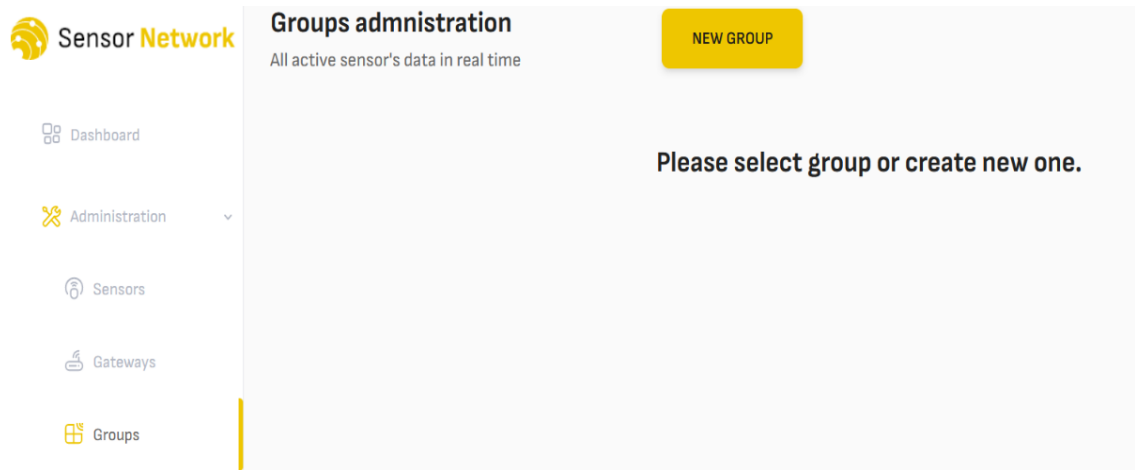 Sensor Network
Groups admnistration
All active sensor's data in real time
NEW GROUP
Dashboard
Please select group or create new one.
Administration
Sensors
Gateways
Groups